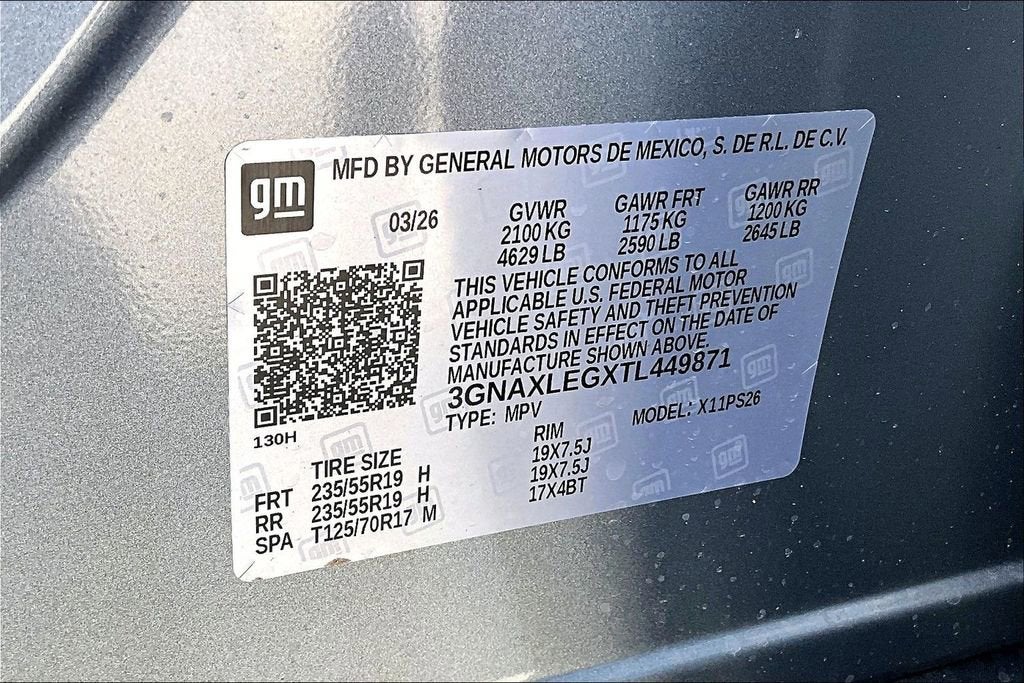 gm
MFD BY GENERAL MOTORS DE MEXICO, S. DE R.L. DE C.V.
03/26
GVWR GAWR FRT GAWR RR
2100 KG 1175 KG 1200 KG
4629 LB 2590 LB 2645 LB
THIS VEHICLE CONFORMS TO ALL
APPLICABLE U.S. FEDERAL MOTOR
VEHICLE SAFETY AND THEFT PREVENTION
STANDARDS IN EFFECT ON THE DATE OF
MANUFACTURE SHOWN ABOVE.
3GNAXLEGXTL449871
TYPE: MPV MODEL: X11PS26
130H
TIRE SIZE RIM
FRT 235/55R19 H 19X7.5J
RR 235/55R19 H 19X7.5J
SPA T125/70R17 M 17X4BT